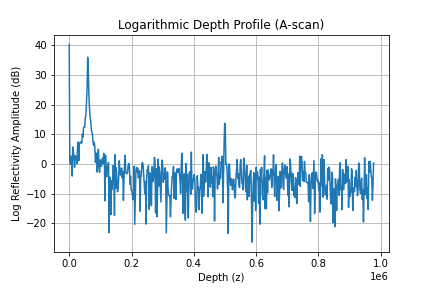 Logarithmic Depth Profile (A-scan)
Log Reflectivity Amplitude (dB)
40
30
20
10
0
−10
−20
0.0 0.2 0.4 0.6 0.8 1.0
1e6
Depth (z)